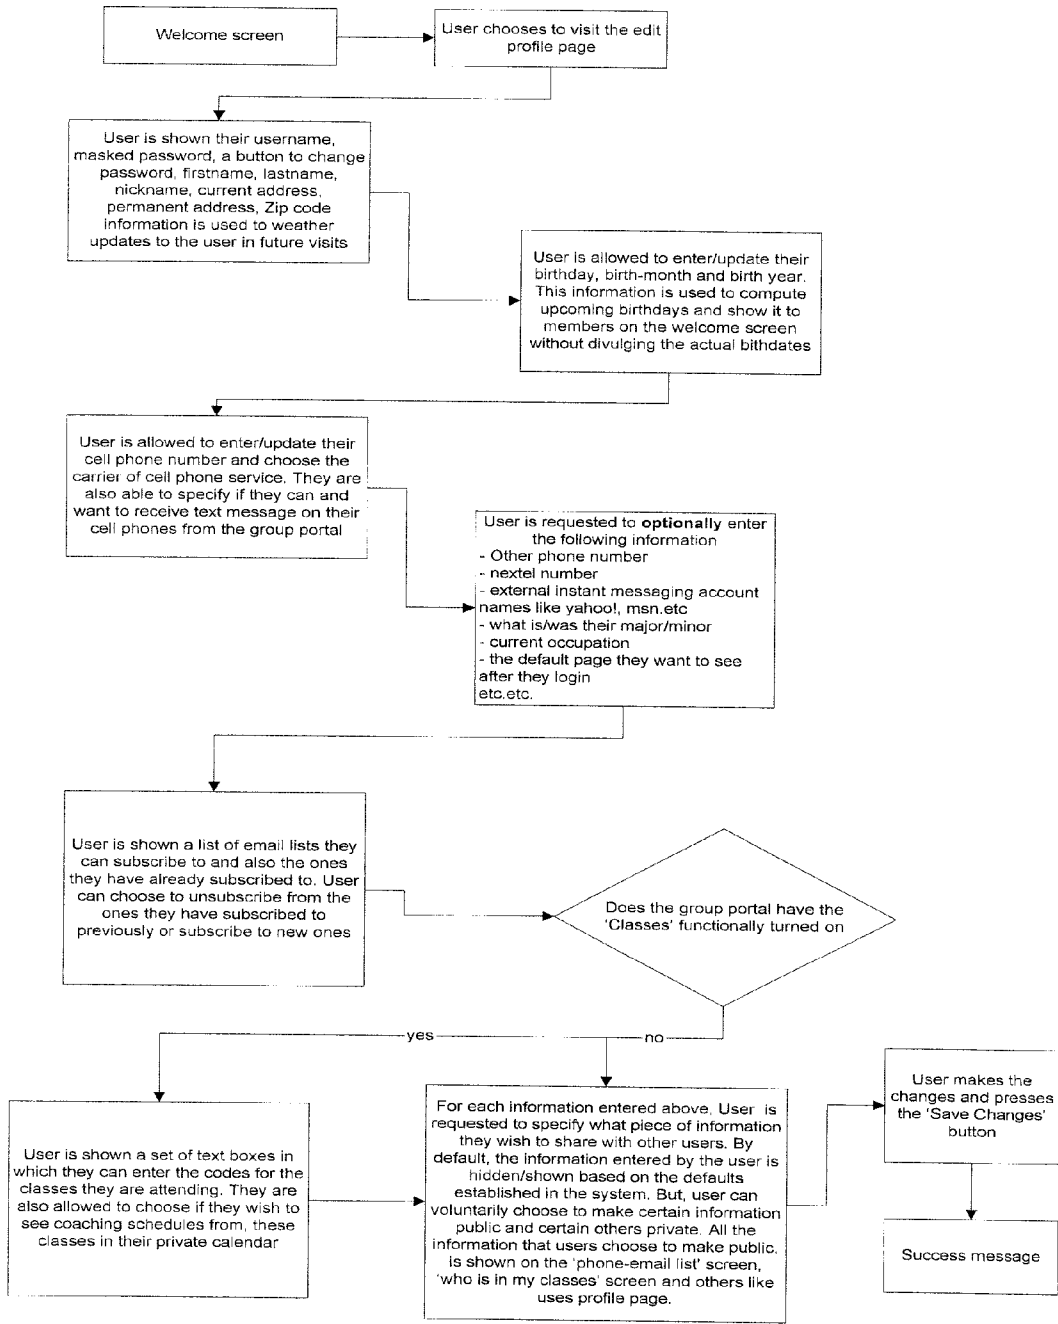 Welcome screen
User chooses to visit the edit
profile page
User is shown their username,
masked password, a button to change
password, firstname, lastname,
nickname, current address,
permanent address, Zip code
information is used to weather
updates to the user in future visits
User is allowed to enter/update their
birthday, birth-month and birth year.
This information is used to compute
upcoming birthdays and show it to
members on the welcome screen
without divulging the actual bithdates
User is allowed to enter/update their
cell phone number and choose the
carrier of cell phone service. They are
also able to specify if they can and
want to receive text message on their
cell phones from the group portal
User is requested to optionally enter
the following information
- Other phone number
- nextel number
- external instant messaging account
names like yahoo!, msn.etc
- what is/was their major/minor
- current occupation
- the default page they want to see
after they login
etc.etc.
User is shown a list of email lists they
can subscribe to and also the ones
they have already subscribed to. User
can choose to unsubscribe from the
ones they have subscribed to
previously or subscribe to new ones
Does the group portal have the
'Classes' functionally turned on
yes
no
User is shown a set of text boxes in
which they can enter the codes for the
classes they are attending. They are
also allowed to choose if they wish to
see coaching schedules from, these
classes in their private calendar
For each information entered above, User is
requested to specify what piece of information
they wish to share with other users. By
default, the information entered by the user is
hidden/shown based on the defaults
established in the system. But, user can
voluntarily choose to make certain information
public and certain others private. All the
information that users choose to make public,
is shown on the 'phone-email list' screen,
'who is in my classes' screen and others like
uses profile page.
User makes the
changes and presses
the 'Save Changes'
button
Success message